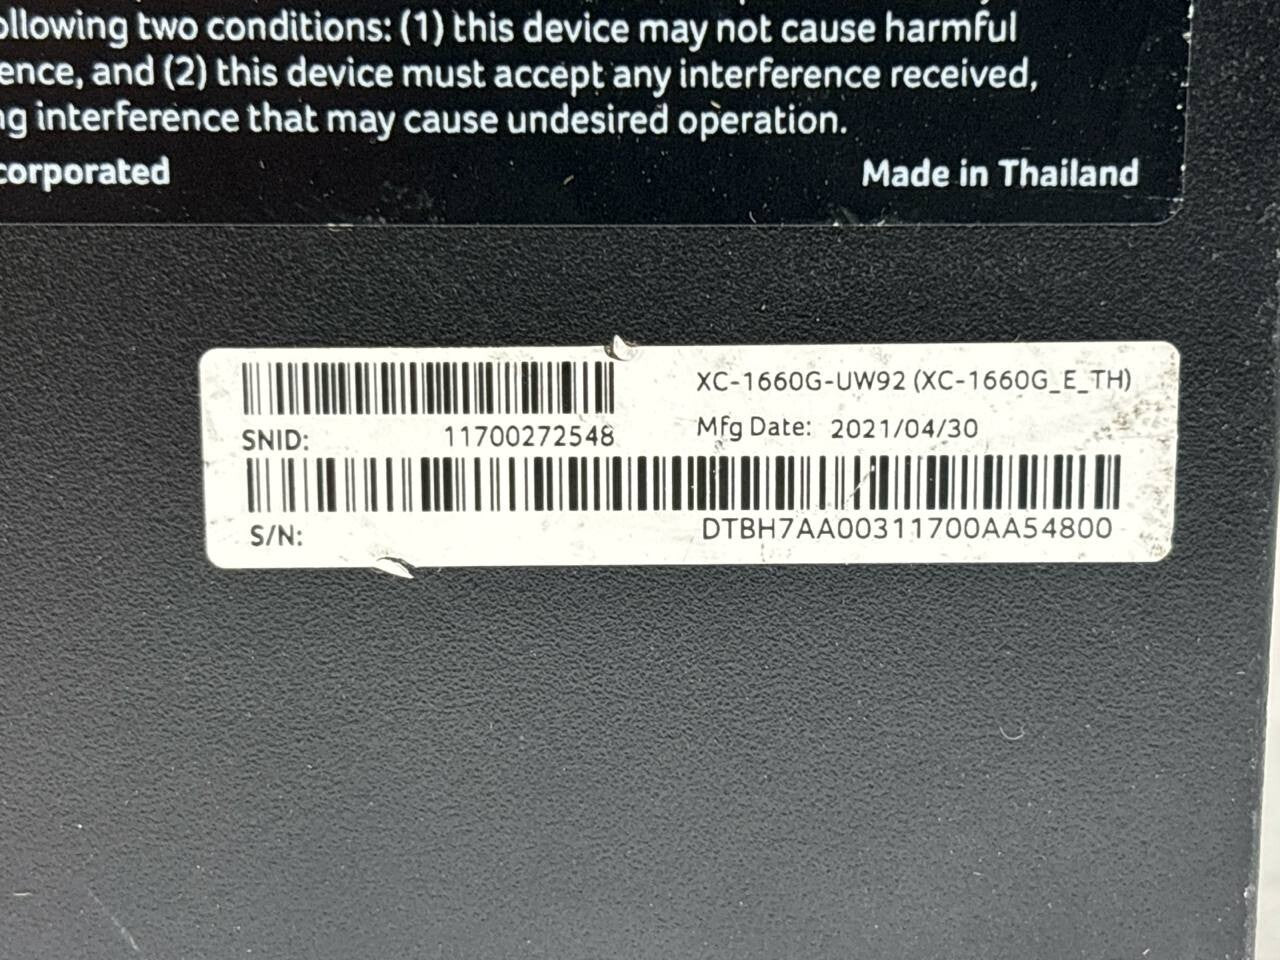 ollowing two conditions: (1) this device may not cause harmful
ence, and (2) this device must accept any interference received,
ng interference that may cause undesired operation.
corporated Made in Thailand
XC-1660G-UW92 (XC-1660G_E_TH)
SNID: 11700272548 Mfg Date: 2021/04/30
S/N: DTBH7AA00311700AA54800